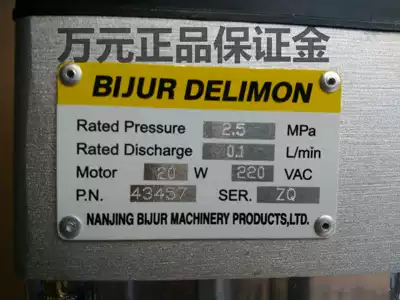 万元正品保证金
BIJUR DELIMON
Rated Pressure 2.5 MPa
Rated Discharge 0.1 L/min
Motor 20 W 220 VAC
P.N. 43457 SER. ZQ
NANJING BIJUR MACHINERY PRODUCTS,LTD.